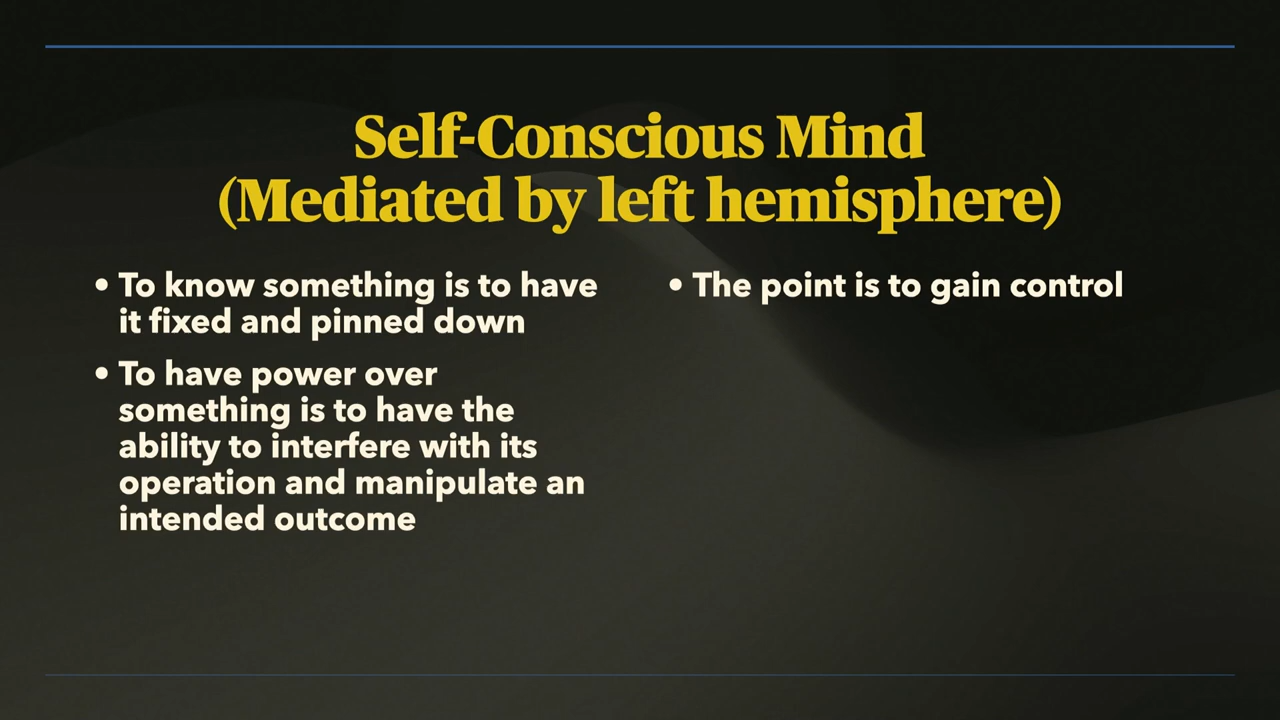 Self-Conscious Mind
(Mediated by left hemisphere)
• To know something is to have
it fixed and pinned down
• To have power over
something is to have the
ability to interfere with its
operation and manipulate an
intended outcome
• The point is to gain control